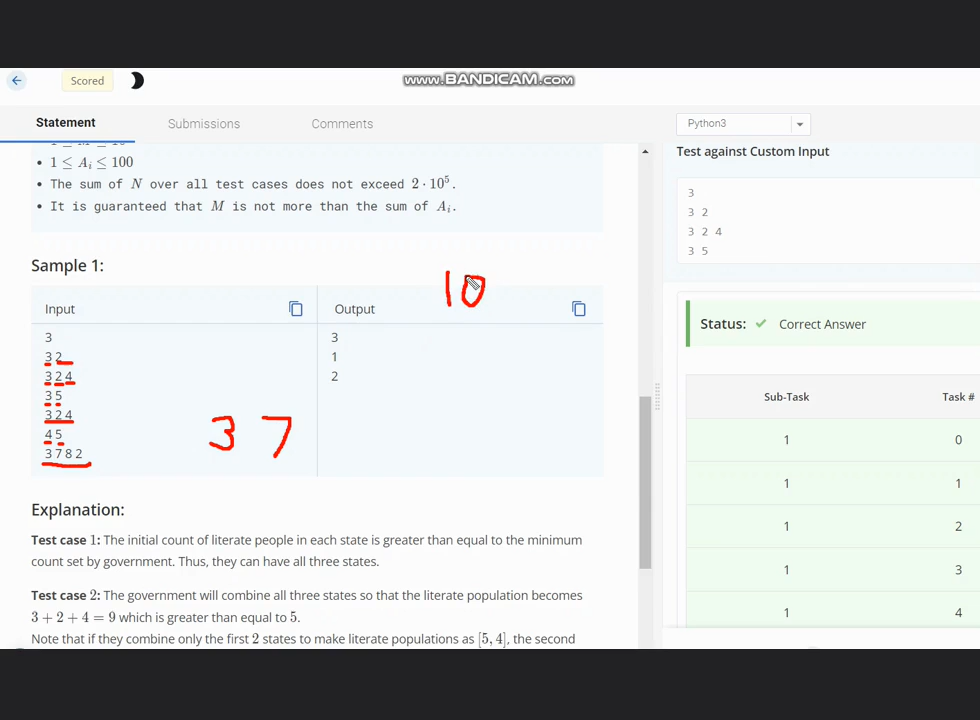 www.BANDICAM.com
Scored
Statement
Submissions
Comments
Python3
Test against Custom Input
• 1 ≤ A_i ≤ 100
• The sum of N over all test cases does not exceed 2 · 10^5.
• It is guaranteed that M is not more than the sum of A_i.
3
3 2
3 2 4
3 5
Sample 1:
10
Input
Output
3
3 2
3 2 4
3 5
3 2 4
4 5
3 7 8 2
3
1
2
3 7
Status: ✓ Correct Answer
Sub-Task
Task #
1
0
1
1
1
2
1
3
1
4
Explanation:
Test case 1: The initial count of literate people in each state is greater than equal to the minimum
count set by government. Thus, they can have all three states.
Test case 2: The government will combine all three states so that the literate population becomes
3 + 2 + 4 = 9 which is greater than equal to 5.
Note that if they combine only the first 2 states to make literate populations as [5, 4], the second